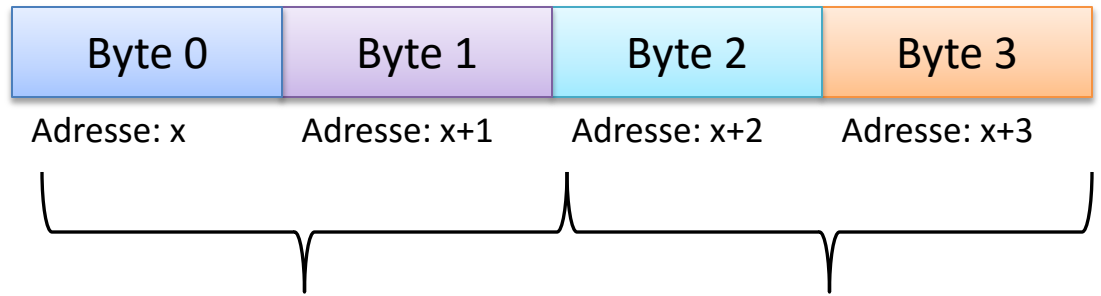 Byte 0 Byte 1 Byte 2 Byte 3
Adresse: x Adresse: x+1 Adresse: x+2 Adresse: x+3